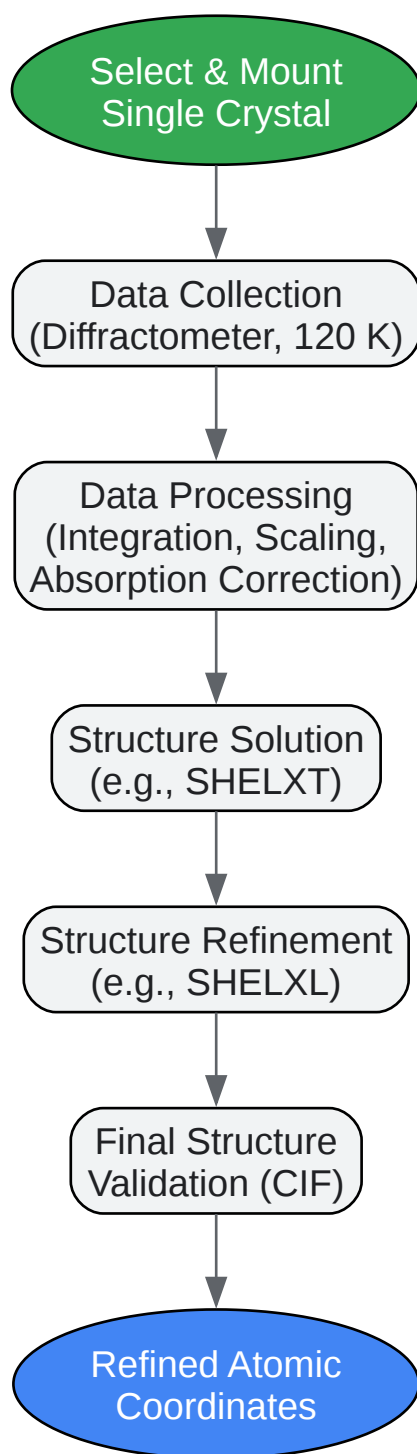 Select & Mount
Single Crystal
Data Collection
(Diffractometer, 120 K)
Data Processing
(Integration, Scaling,
Absorption Correction)
Structure Solution
(e.g., SHELXT)
Structure Refinement
(e.g., SHELXL)
Final Structure
Validation (CIF)
Refined Atomic
Coordinates